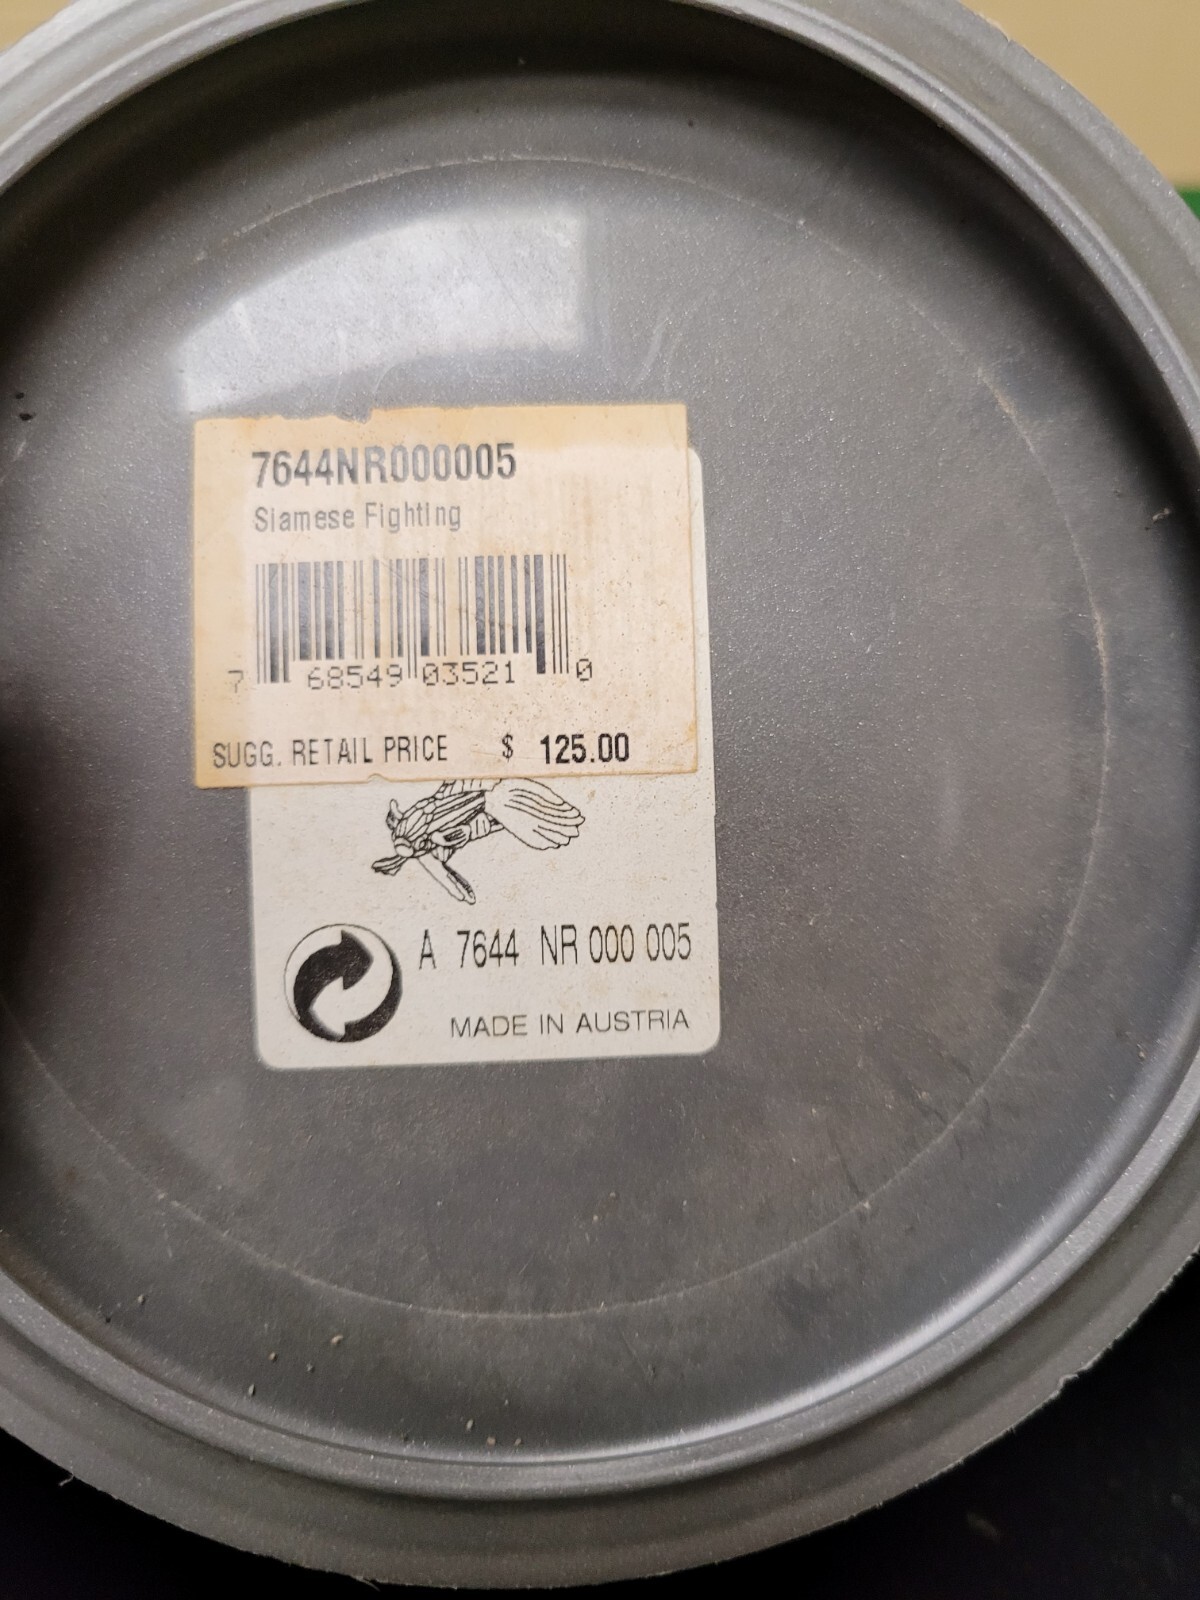 7644NR000005
Siamese Fighting
7 68549 03521 0
SUGG. RETAIL PRICE $ 125.00
A 7644 NR 000 005
MADE IN AUSTRIA